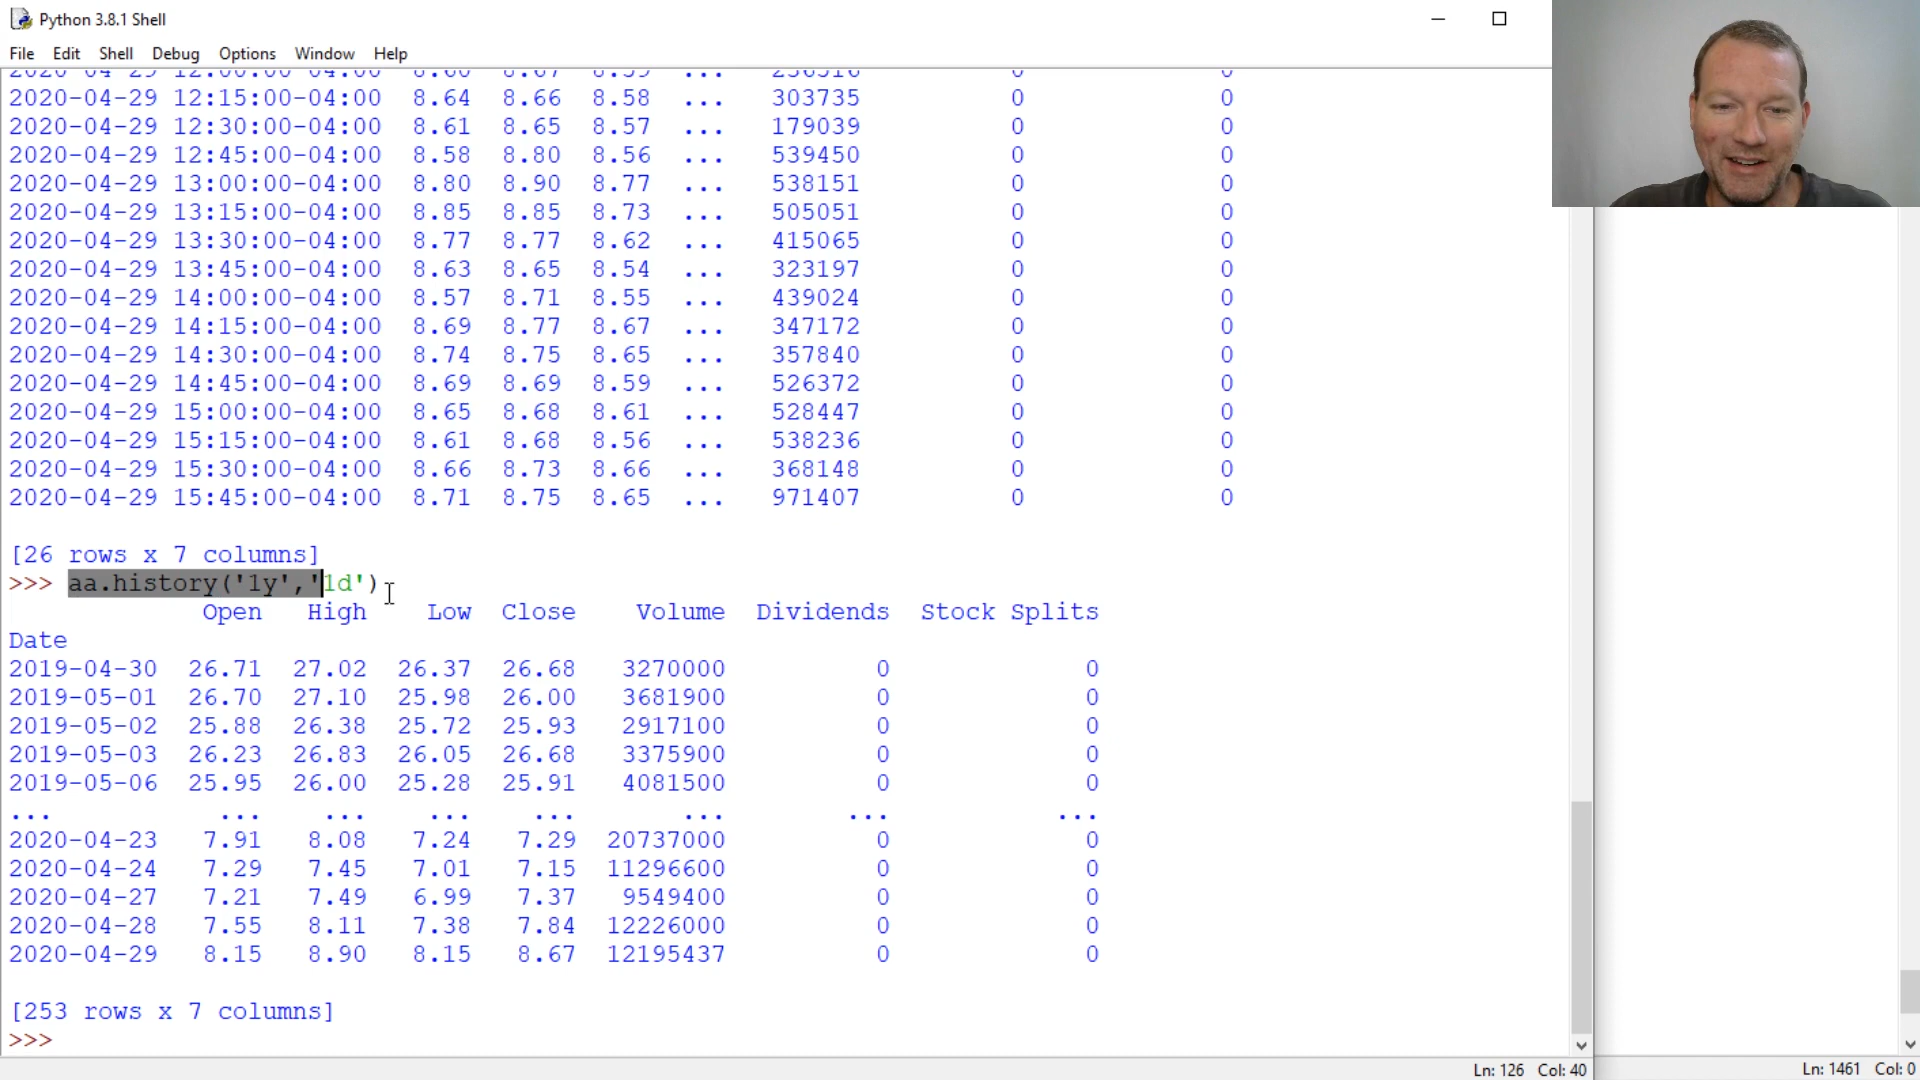 Python 3.8.1 Shell
File Edit Shell Debug Options Window Help
2020-04-29 12:00:00-04:00 8.60 8.67 8.59 ... 236516 0 0
2020-04-29 12:15:00-04:00 8.64 8.66 8.58 ... 303735 0 0
2020-04-29 12:30:00-04:00 8.61 8.65 8.57 ... 179039 0 0
2020-04-29 12:45:00-04:00 8.58 8.80 8.56 ... 539450 0 0
2020-04-29 13:00:00-04:00 8.80 8.90 8.77 ... 538151 0 0
2020-04-29 13:15:00-04:00 8.85 8.85 8.73 ... 505051 0 0
2020-04-29 13:30:00-04:00 8.77 8.77 8.62 ... 415065 0 0
2020-04-29 13:45:00-04:00 8.63 8.65 8.54 ... 323197 0 0
2020-04-29 14:00:00-04:00 8.57 8.71 8.55 ... 439024 0 0
2020-04-29 14:15:00-04:00 8.69 8.77 8.67 ... 347172 0 0
2020-04-29 14:30:00-04:00 8.74 8.75 8.65 ... 357840 0 0
2020-04-29 14:45:00-04:00 8.69 8.69 8.59 ... 526372 0 0
2020-04-29 15:00:00-04:00 8.65 8.68 8.61 ... 528447 0 0
2020-04-29 15:15:00-04:00 8.61 8.68 8.56 ... 538236 0 0
2020-04-29 15:30:00-04:00 8.66 8.73 8.66 ... 368148 0 0
2020-04-29 15:45:00-04:00 8.71 8.75 8.65 ... 971407 0 0
[26 rows x 7 columns]
>>> aa.history('1y','1d')
Open High Low Close Volume Dividends Stock Splits
Date
2019-04-30 26.71 27.02 26.37 26.68 3270000 0 0
2019-05-01 26.70 27.10 25.98 26.00 3681900 0 0
2019-05-02 25.88 26.38 25.72 25.93 2917100 0 0
2019-05-03 26.23 26.83 26.05 26.68 3375900 0 0
2019-05-06 25.95 26.00 25.28 25.91 4081500 0 0
... ... ... ... ... ... ... ...
2020-04-23 7.91 8.08 7.24 7.29 20737000 0 0
2020-04-24 7.29 7.45 7.01 7.15 11296600 0 0
2020-04-27 7.21 7.49 6.99 7.37 9549400 0 0
2020-04-28 7.55 8.11 7.38 7.84 12226000 0 0
2020-04-29 8.15 8.90 8.15 8.67 12195437 0 0
[253 rows x 7 columns]
>>>
Ln: 126 Col: 40
Ln: 1461 Col: 0